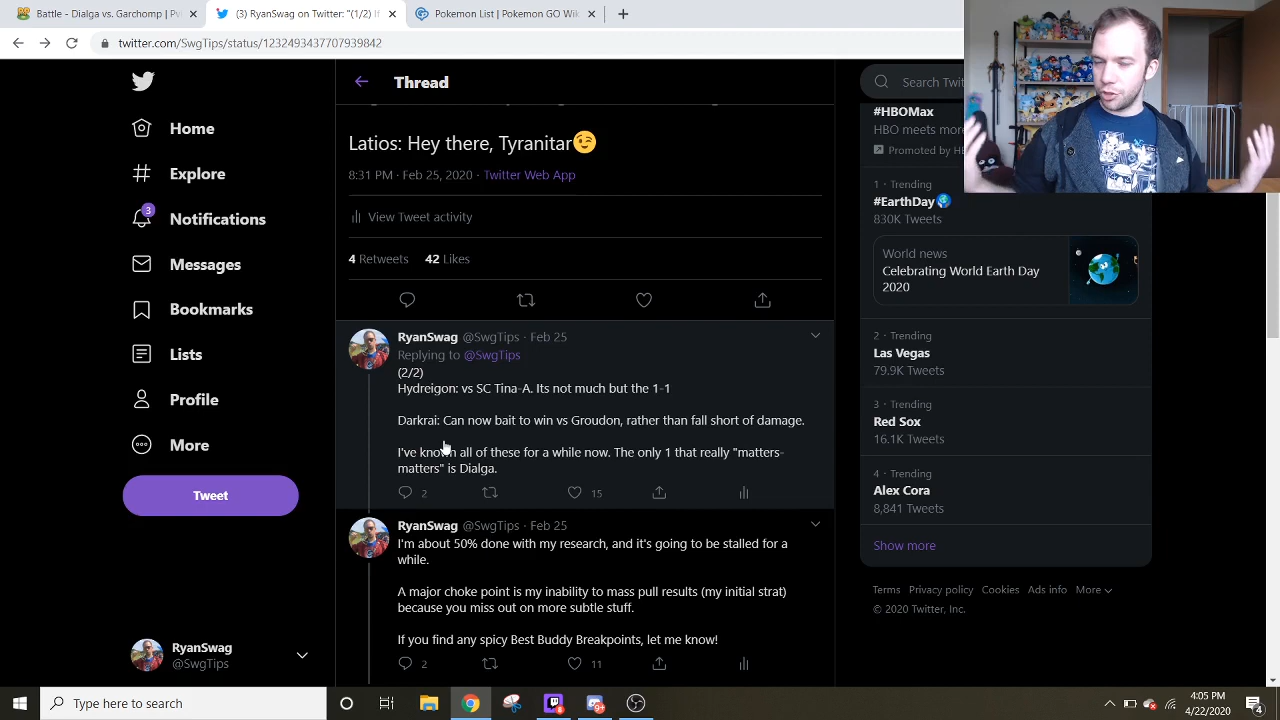 Battle - Dialga vs. Garchomp | Pv
(3) RyanSwag on Twitter: "(1/2) If
Pokemon List | Pokemon GO Wik
twitter.com/SwgTips/status/1232493437707939842
Thread
Search Twit
Home
Explore
3
Notifications
Messages
Bookmarks
Lists
Profile
More
Tweet
RyanSwag
@SwgTips
Latios: Hey there, Tyranitar😉
8:31 PM · Feb 25, 2020 · Twitter Web App
View Tweet activity
4 Retweets 42 Likes
RyanSwag @SwgTips · Feb 25
Replying to @SwgTips
(2/2)
Hydreigon: vs SC Tina-A. Its not much but the 1-1
Darkrai: Can now bait to win vs Groudon, rather than fall short of damage.
I've known all of these for a while now. The only 1 that really "matters-
matters" is Dialga.
2 15
RyanSwag @SwgTips · Feb 25
I'm about 50% done with my research, and it's going to be stalled for a
while.
A major choke point is my inability to mass pull results (my initial strat)
because you miss out on more subtle stuff.
If you find any spicy Best Buddy Breakpoints, let me know!
2 11
#HBOMax
HBO meets more
Promoted by HB
1 · Trending
#EarthDay
830K Tweets
World news
Celebrating World Earth Day
2020
2 · Trending
Las Vegas
79.9K Tweets
3 · Trending
Red Sox
16.1K Tweets
4 · Trending
Alex Cora
8,841 Tweets
Show more
Terms Privacy policy Cookies Ads info More
© 2020 Twitter, Inc.
Type here to search
4:05 PM
4/22/2020
4